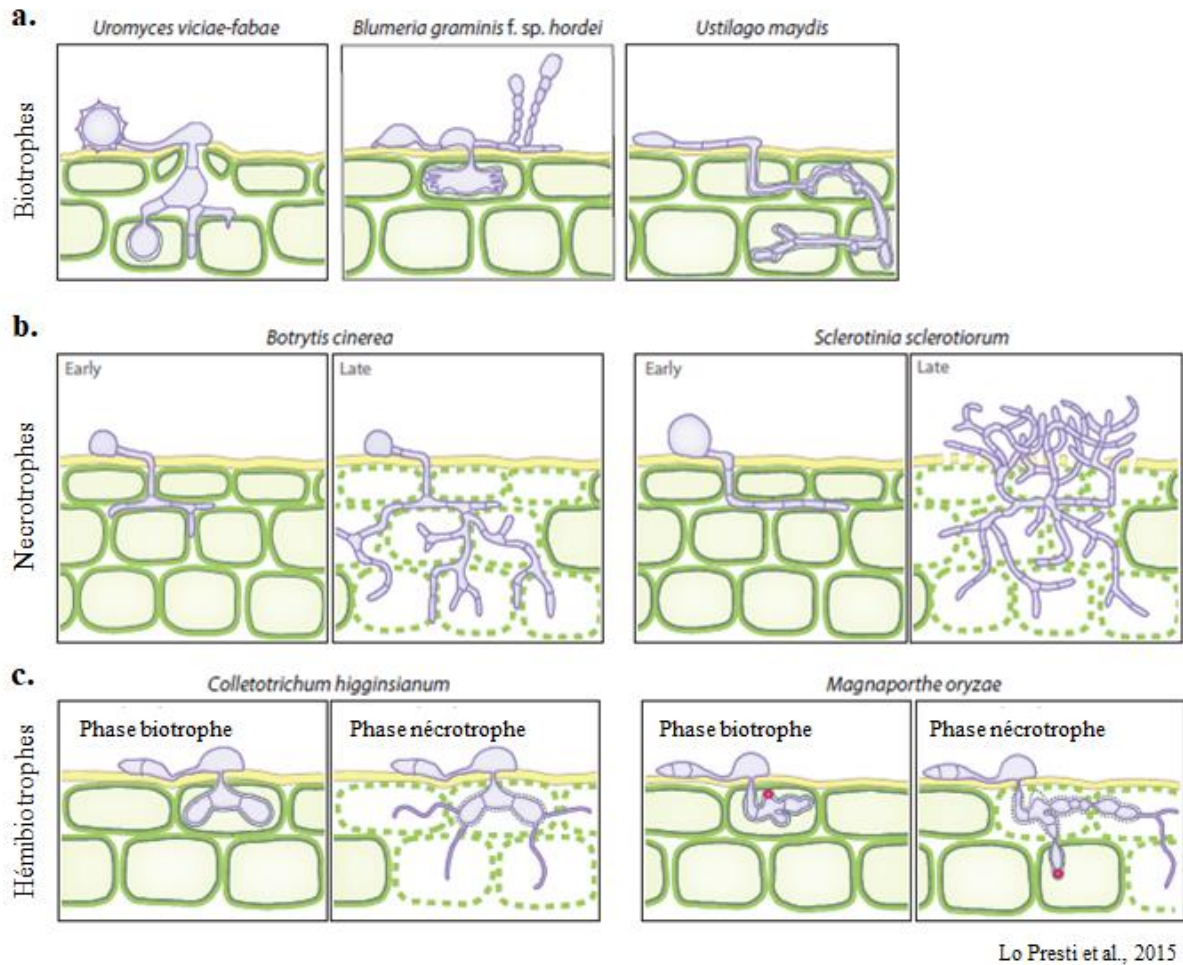 a.
Uromyces viciae-fabae
Blumeria graminis f. sp. hordei
Ustilago maydis
Biotrophes
b.
Botrytis cinerea
Sclerotinia sclerotiorum
Early
Late
Early
Late
Necrotrophes
c.
Colletotrichum higginsianum
Magnaporthe oryzae
Phase biotrophe
Phase nécrotrophe
Phase biotrophe
Phase nécrotrophe
Hémibiotrophes
Lo Presti et al., 2015